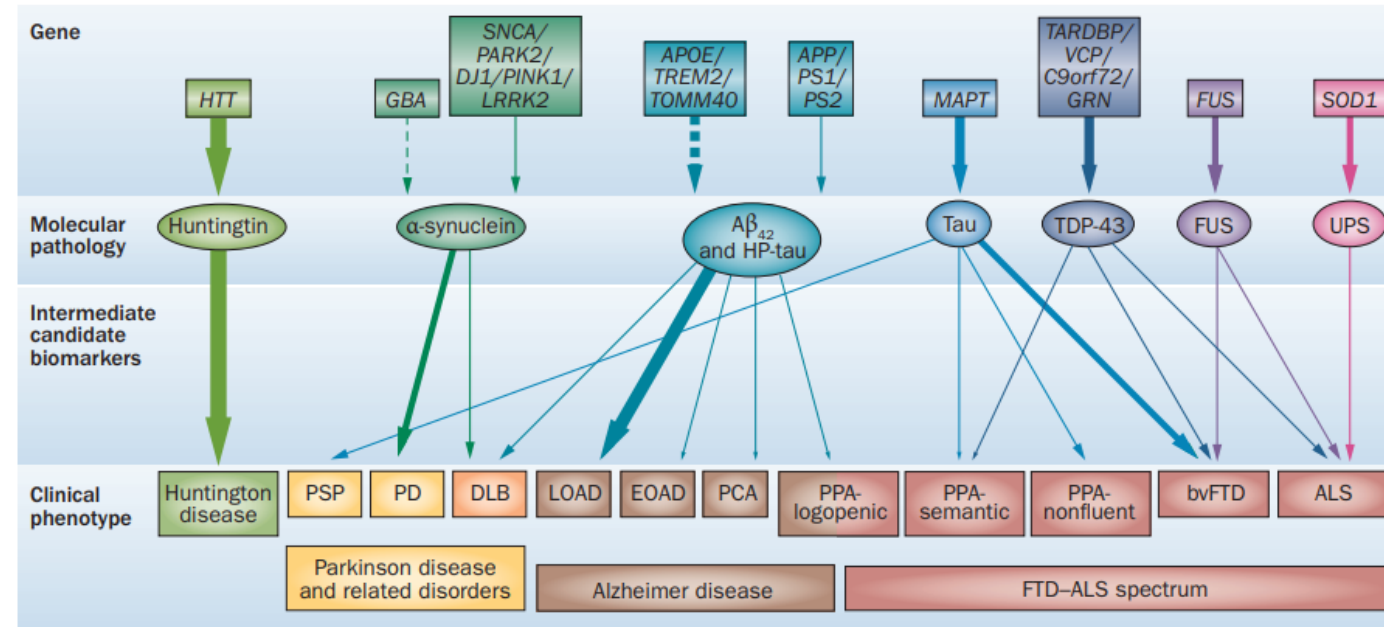 Gene
HTT
GBA
SNCA/
PARK2/
DJ1/PINK1/
LRRK2
APOE/
TREM2/
TOMM40
APP/
PS1/
PS2
MAPT
TARDBP/
VCP/
C9orf72/
GRN
FUS
SOD1
Molecular
pathology
Huntingtin
α-synuclein
Aβ₄₂
and HP-tau
Tau
TDP-43
FUS
UPS
Intermediate
candidate
biomarkers
Clinical
phenotype
Huntington
disease
PSP
PD
DLB
LOAD
EOAD
PCA
PPA-
logopenic
PPA-
semantic
PPA-
nonfluent
bvFTD
ALS
Parkinson disease
and related disorders
Alzheimer disease
FTD–ALS spectrum